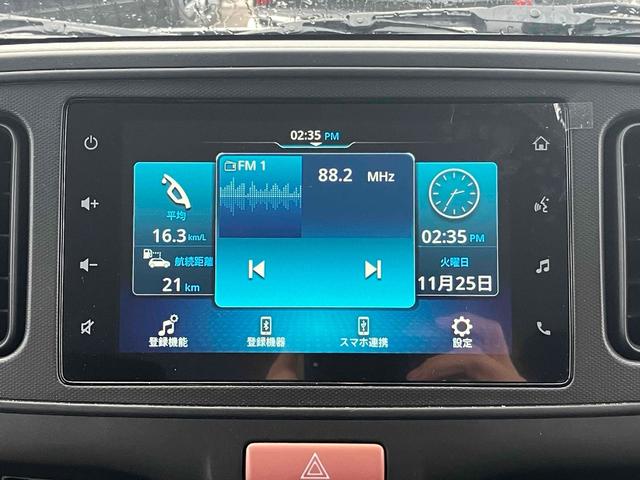 02:35 PM
FM 1
88.2 MHz
平均
16.3 km/L
航続距離
21 km
02:35 PM
火曜日
11月25日
登録機能
登録機器
スマホ連携
設定